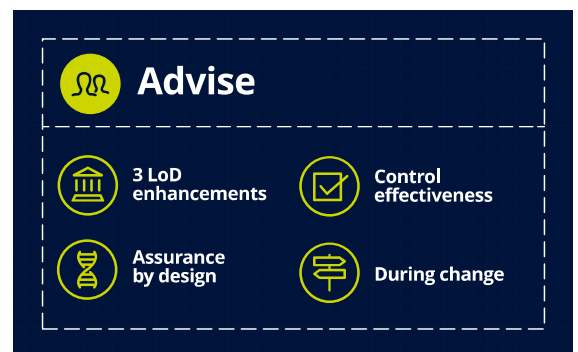 Advise
3 LoD
enhancements
Control
effectiveness
Assurance
by design
During change